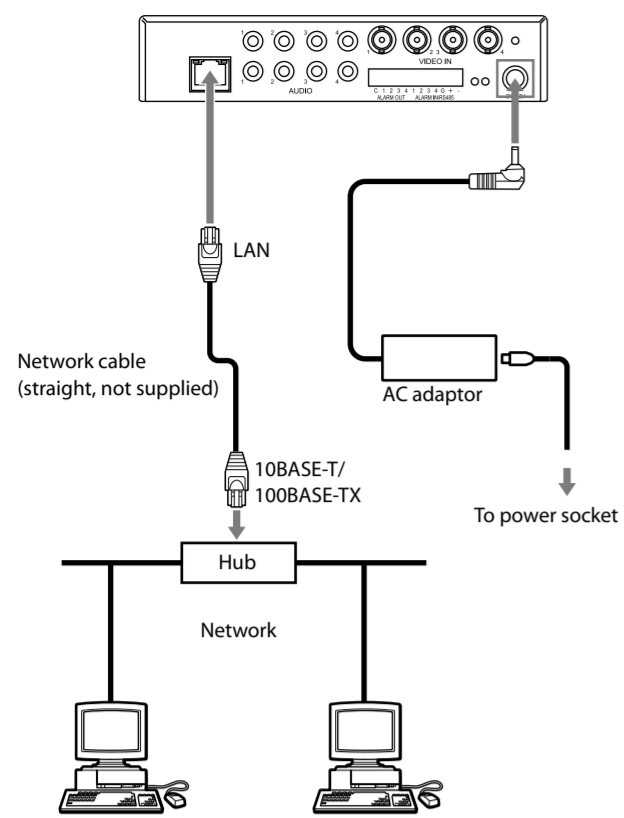 1 2 3 4
1 2 3 4
VIDEO IN
1 2 3 4
AUDIO
C 1 2 3 4 1 2 3 4 G + -
ALARM OUT ALARM IN/RS485
LAN
Network cable
(straight, not supplied)
AC adaptor
10BASE-T/
100BASE-TX
To power socket
Hub
Network